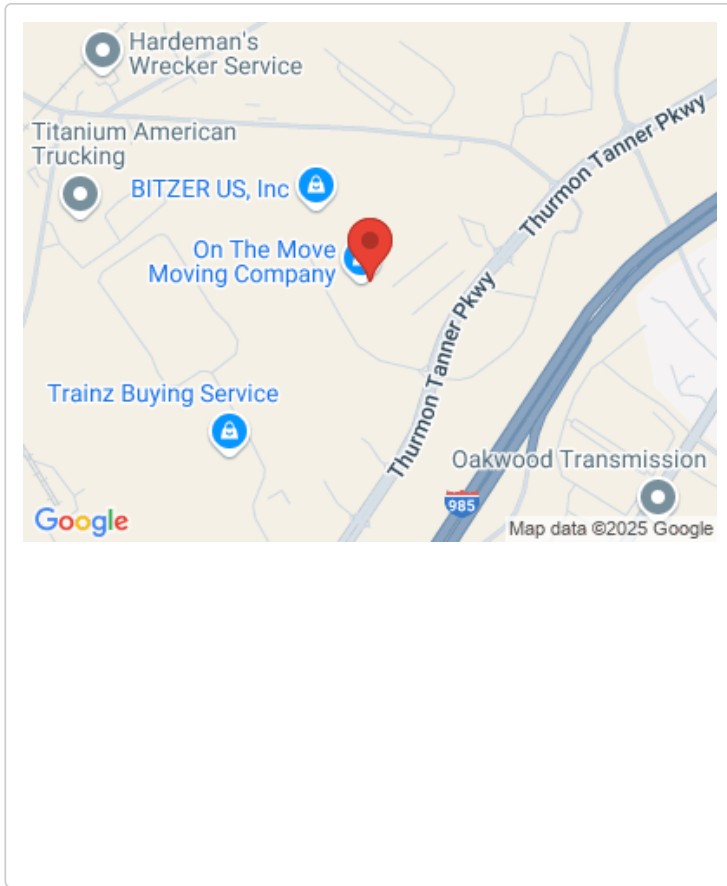 Hardeman's
Wrecker Service
Thurmon Tanner Pkwy
Titanium American
Trucking
BITZER US, Inc
On The Move
Moving Company
Thurmon Tanner Pkwy
Trainz Buying Service
Oakwood Transmission
985
Google
Map data ©2025 Google